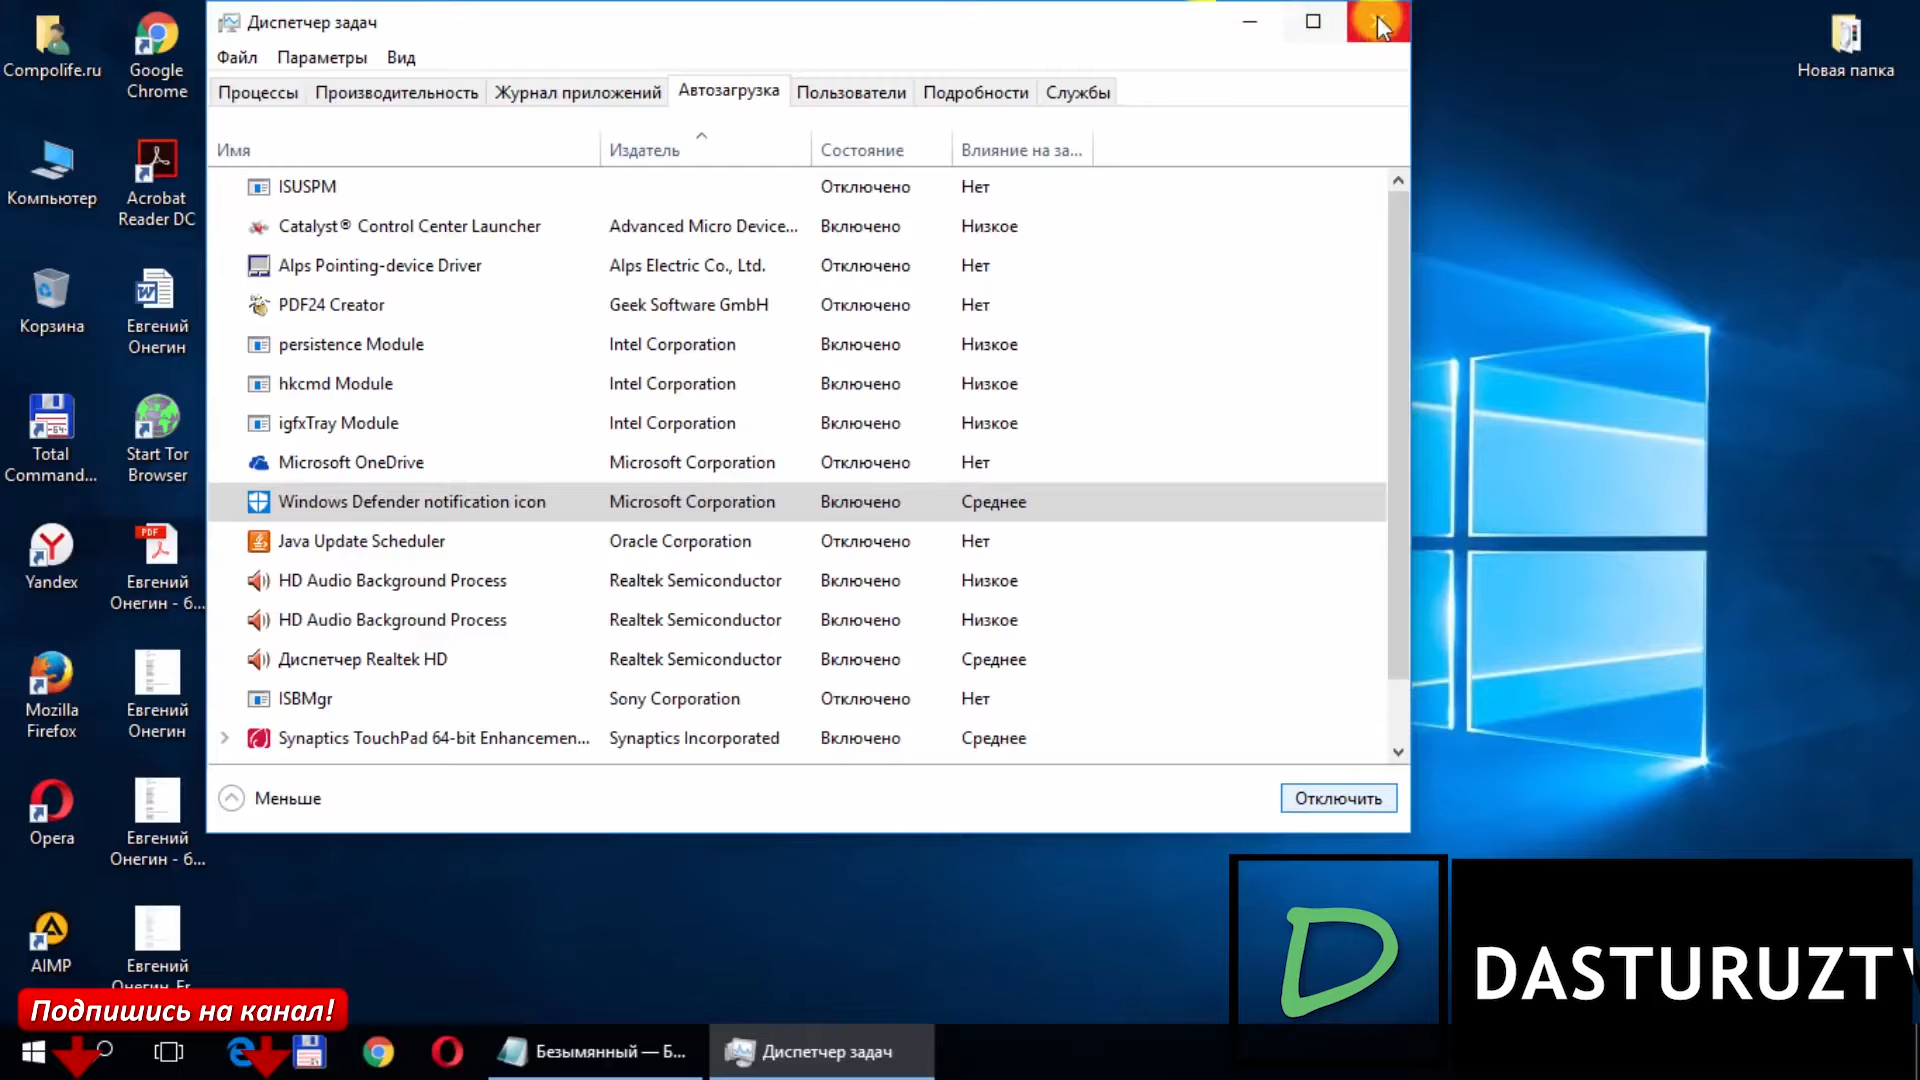 Compolife.ru
Google
Chrome
Компьютер
Acrobat
Reader DC
Корзина
Евгений
Онегин
Total
Command...
Start Tor
Browser
Yandex
PDF
Евгений
Онегин - б...
Mozilla
Firefox
Евгений
Онегин
Opera
Евгений
Онегин - б...
AIMP
Евгений
Новая папка
Диспетчер задач
Файл Параметры Вид
Процессы Производительность Журнал приложений Автозагрузка Пользователи Подробности Службы
Имя Издатель Состояние Влияние на за...
ISUSPM Отключено Нет
Catalyst® Control Center Launcher Advanced Micro Device... Включено Низкое
Alps Pointing-device Driver Alps Electric Co., Ltd. Отключено Нет
PDF24 Creator Geek Software GmbH Отключено Нет
persistence Module Intel Corporation Включено Низкое
hkcmd Module Intel Corporation Включено Низкое
igfxTray Module Intel Corporation Включено Низкое
Microsoft OneDrive Microsoft Corporation Отключено Нет
Windows Defender notification icon Microsoft Corporation Включено Среднее
Java Update Scheduler Oracle Corporation Отключено Нет
HD Audio Background Process Realtek Semiconductor Включено Низкое
HD Audio Background Process Realtek Semiconductor Включено Низкое
Диспетчер Realtek HD Realtek Semiconductor Включено Среднее
ISBMgr Sony Corporation Отключено Нет
Synaptics TouchPad 64-bit Enhancemen... Synaptics Incorporated Включено Среднее
Меньше Отключить
D DASTURUZTV
Подпишись на канал!
Безымянный — Б... Диспетчер задач